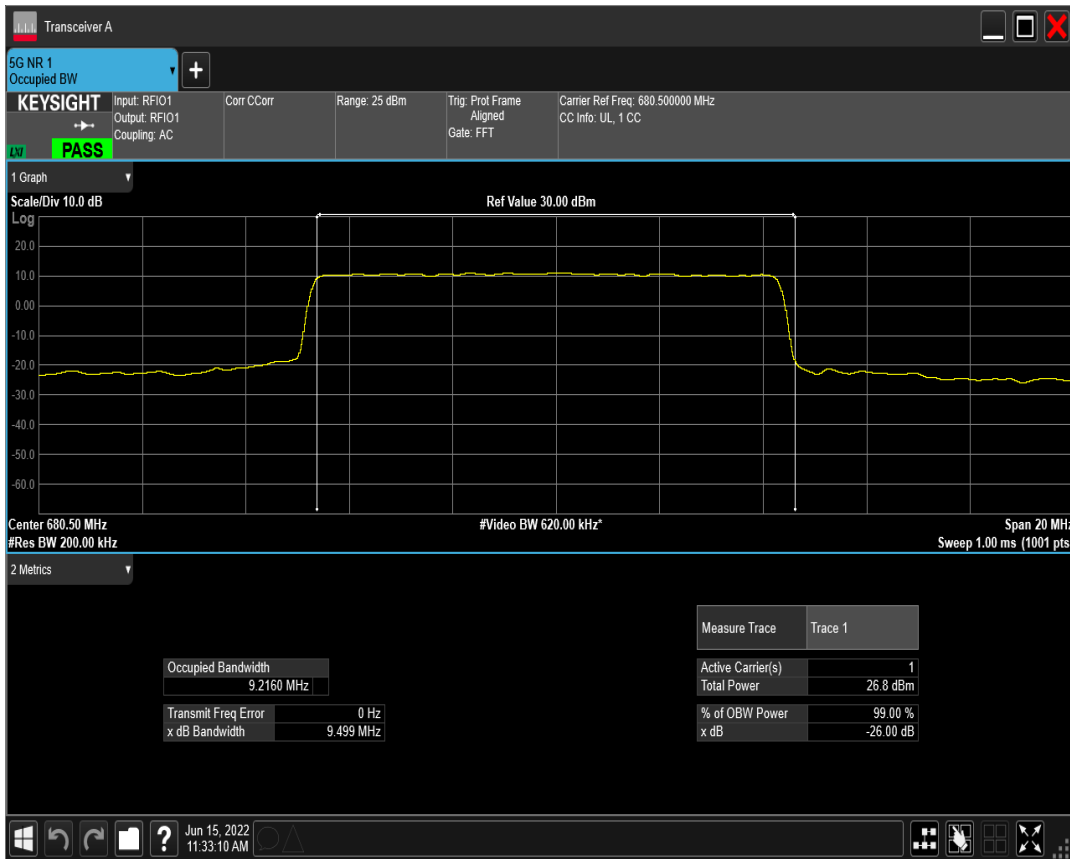 Transceiver A
5G NR 1
Occupied BW
KEYSIGHT
LXI
PASS
Input: RFIO1
Output: RFIO1
Coupling: AC
Corr CCorr
Range: 25 dBm
Trig: Prot Frame
Aligned
Gate: FFT
Carrier Ref Freq: 680.500000 MHz
CC Info: UL, 1 CC
1 Graph
Scale/Div 10.0 dB
Ref Value 30.00 dBm
Log
20.0
10.0
0.00
-10.0
-20.0
-30.0
-40.0
-50.0
-60.0
Center 680.50 MHz
#Video BW 620.00 kHz*
Span 20 MHz
#Res BW 200.00 kHz
Sweep 1.00 ms (1001 pts
2 Metrics
Measure Trace Trace 1
Occupied Bandwidth
9.2160 MHz
Active Carrier(s) 1
Total Power 26.8 dBm
Transmit Freq Error 0 Hz
x dB Bandwidth 9.499 MHz
% of OBW Power 99.00 %
x dB -26.00 dB
?
Jun 15, 2022
11:33:10 AM